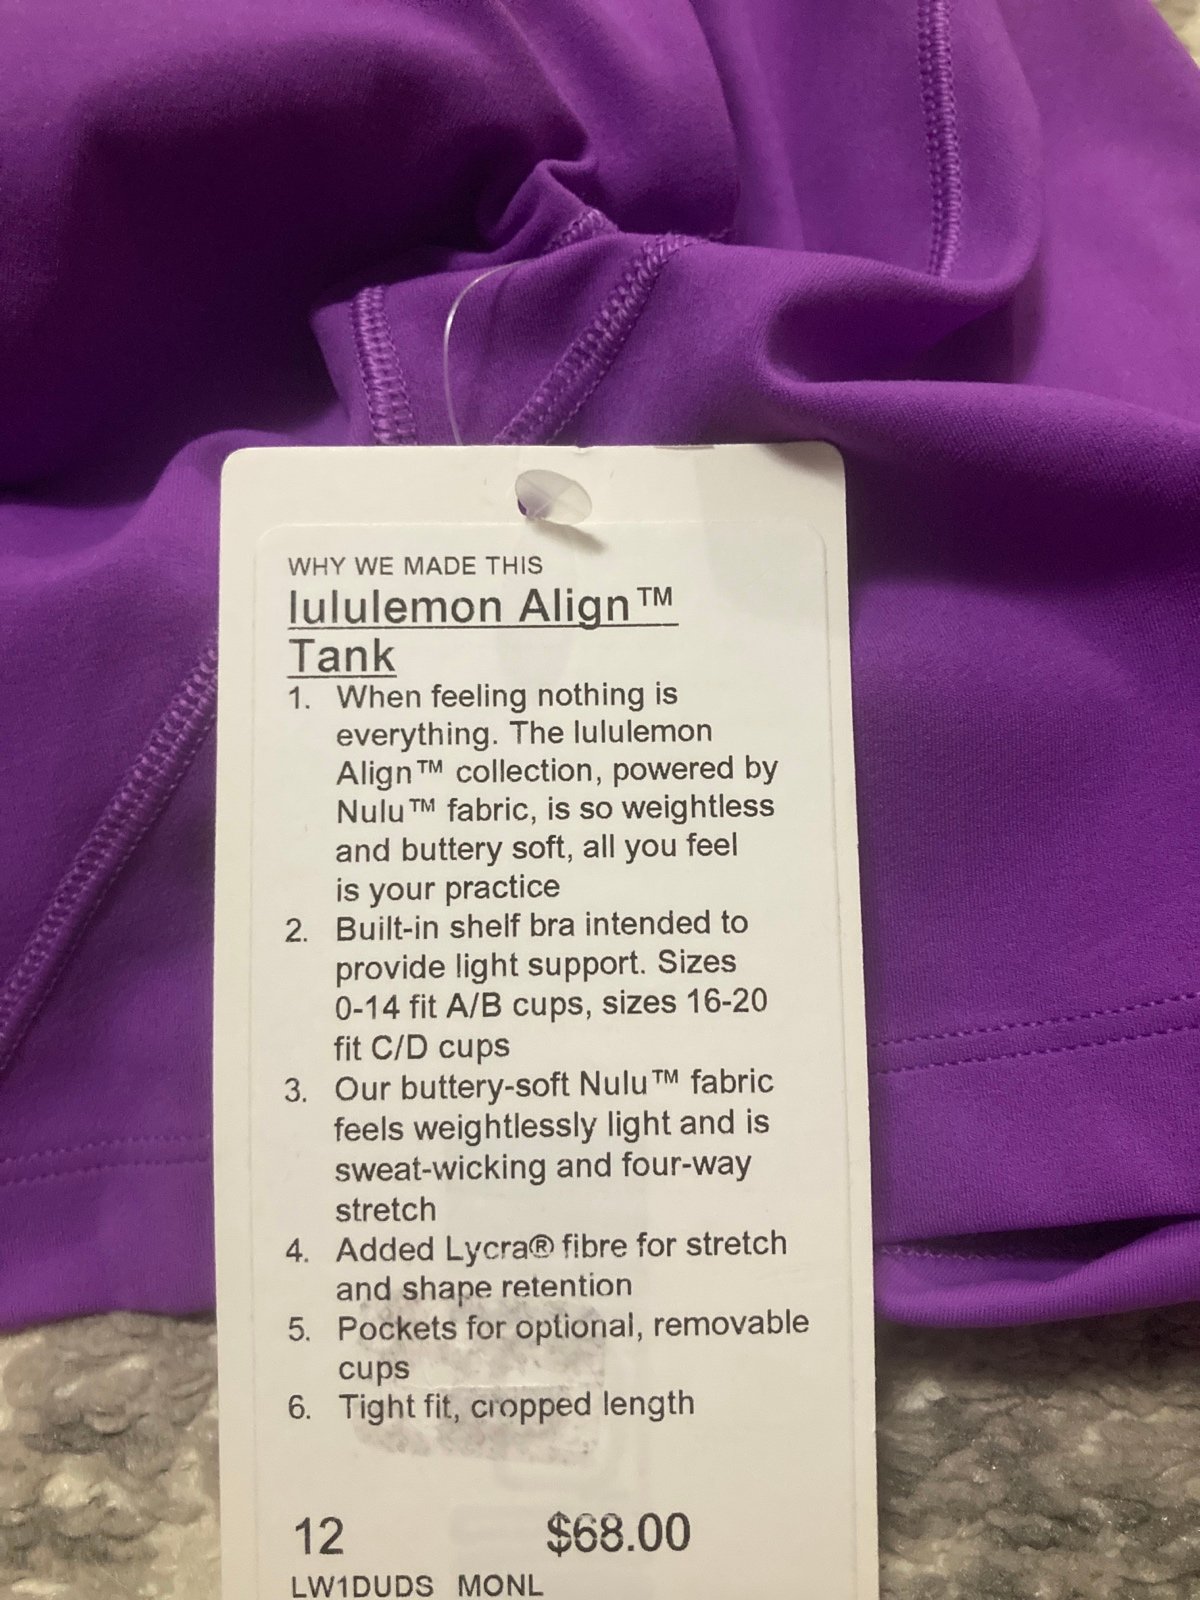 WHY WE MADE THIS
lululemon Align™
Tank
1. When feeling nothing is
everything. The lululemon
Align™ collection, powered by
Nulu™ fabric, is so weightless
and buttery soft, all you feel
is your practice
2. Built-in shelf bra intended to
provide light support. Sizes
0-14 fit A/B cups, sizes 16-20
fit C/D cups
3. Our buttery-soft Nulu™ fabric
feels weightlessly light and is
sweat-wicking and four-way
stretch
4. Added Lycra® fibre for stretch
and shape retention
5. Pockets for optional, removable
cups
6. Tight fit, cropped length
12 $68.00
LW1DUDS MONL